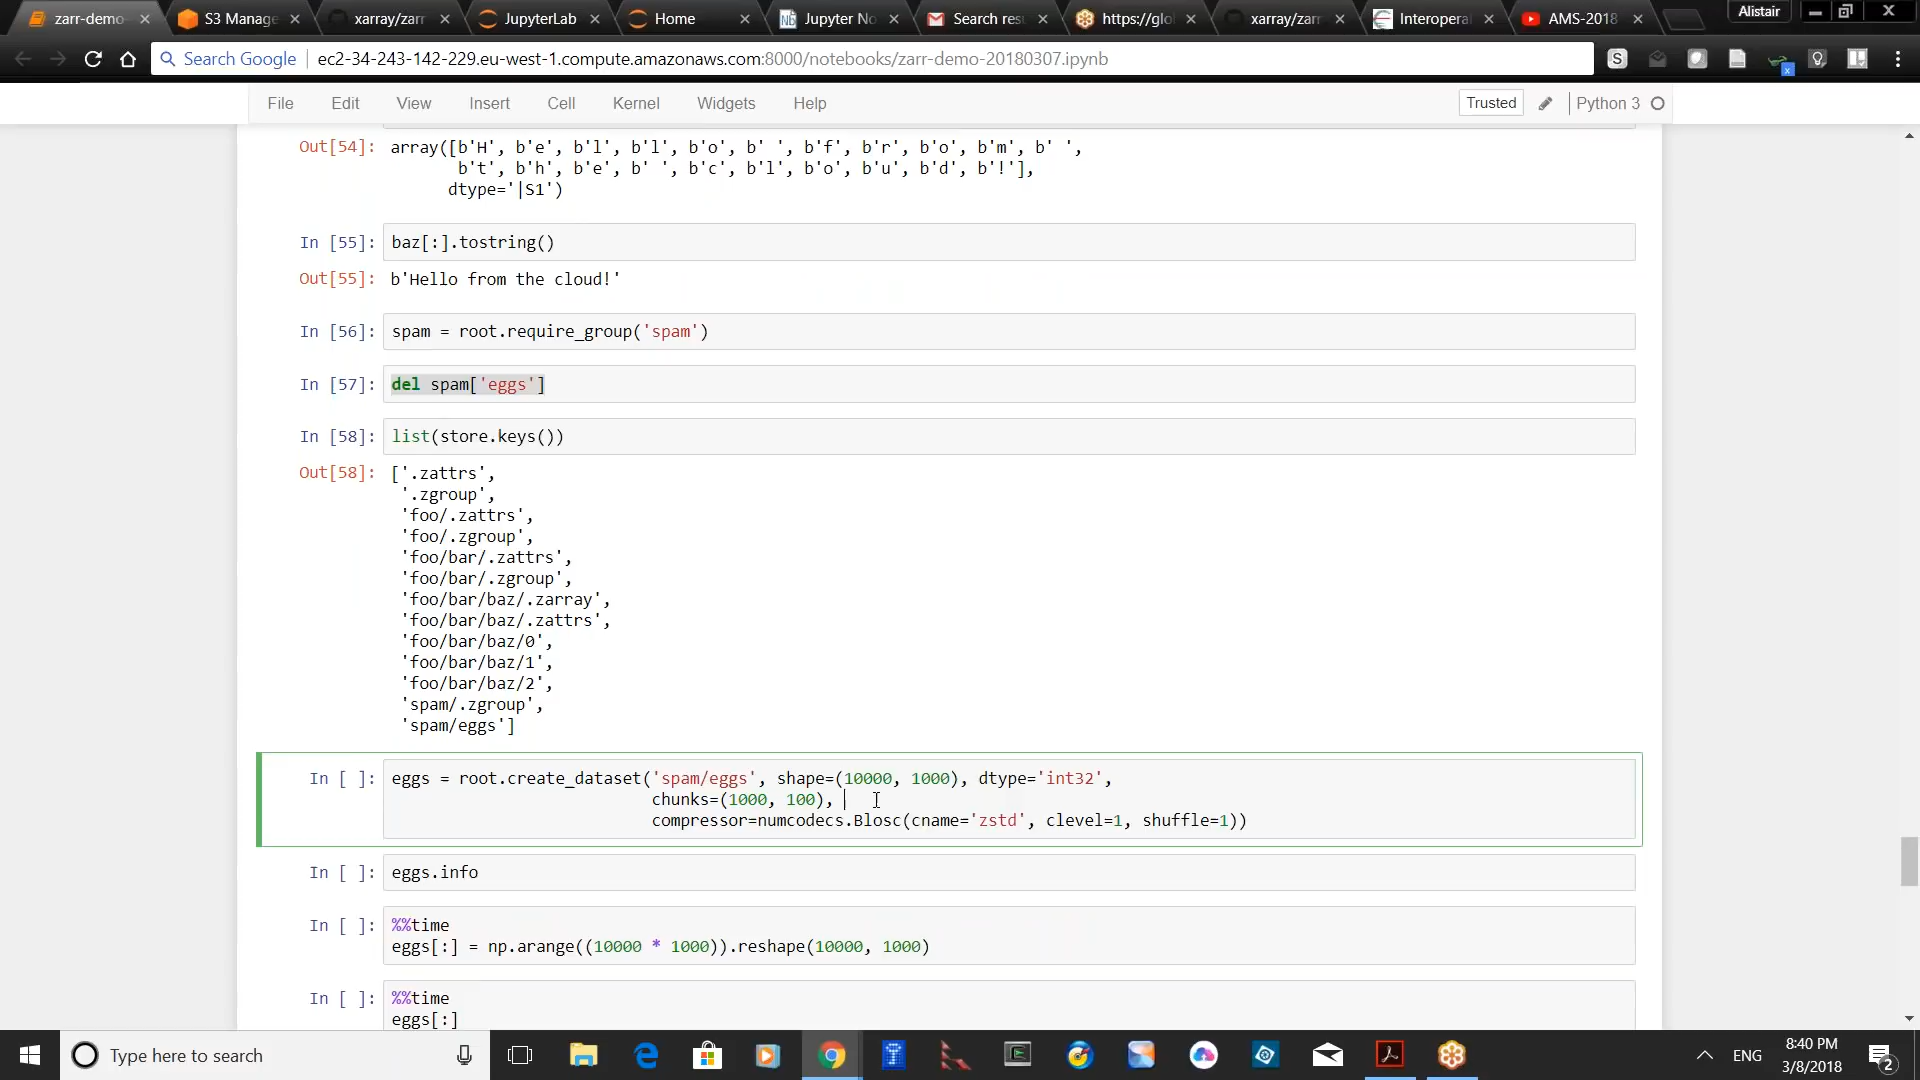 zarr-demo
S3 Manage
xarray/zarr
JupyterLab
Home
Jupyter No
Search res
https://glo
xarray/zarr
Interopera
AMS-2018
Alistair
Search Google
ec2-34-243-142-229.eu-west-1.compute.amazonaws.com:8000/notebooks/zarr-demo-20180307.ipynb
File Edit View Insert Cell Kernel Widgets Help
Trusted
Python 3
Out[54]: array([b'H', b'e', b'l', b'l', b'o', b' ', b'f', b'r', b'o', b'm', b' ',
b't', b'h', b'e', b' ', b'c', b'l', b'o', b'u', b'd', b'!'],
dtype='|S1')
In [55]: baz[:].tostring()
Out[55]: b'Hello from the cloud!'
In [56]: spam = root.require_group('spam')
In [57]: del spam['eggs']
In [58]: list(store.keys())
Out[58]: ['.zattrs',
'.zgroup',
'foo/.zattrs',
'foo/.zgroup',
'foo/bar/.zattrs',
'foo/bar/.zgroup',
'foo/bar/baz/.zarray',
'foo/bar/baz/.zattrs',
'foo/bar/baz/0',
'foo/bar/baz/1',
'foo/bar/baz/2',
'spam/.zgroup',
'spam/eggs']
In [ ]: eggs = root.create_dataset('spam/eggs', shape=(10000, 1000), dtype='int32',
chunks=(1000, 100),
compressor=numcodecs.Blosc(cname='zstd', clevel=1, shuffle=1))
In [ ]: eggs.info
In [ ]: %%time
eggs[:] = np.arange((10000 * 1000)).reshape(10000, 1000)
In [ ]: %%time
eggs[:]
Type here to search
ENG
8:40 PM
3/8/2018
2